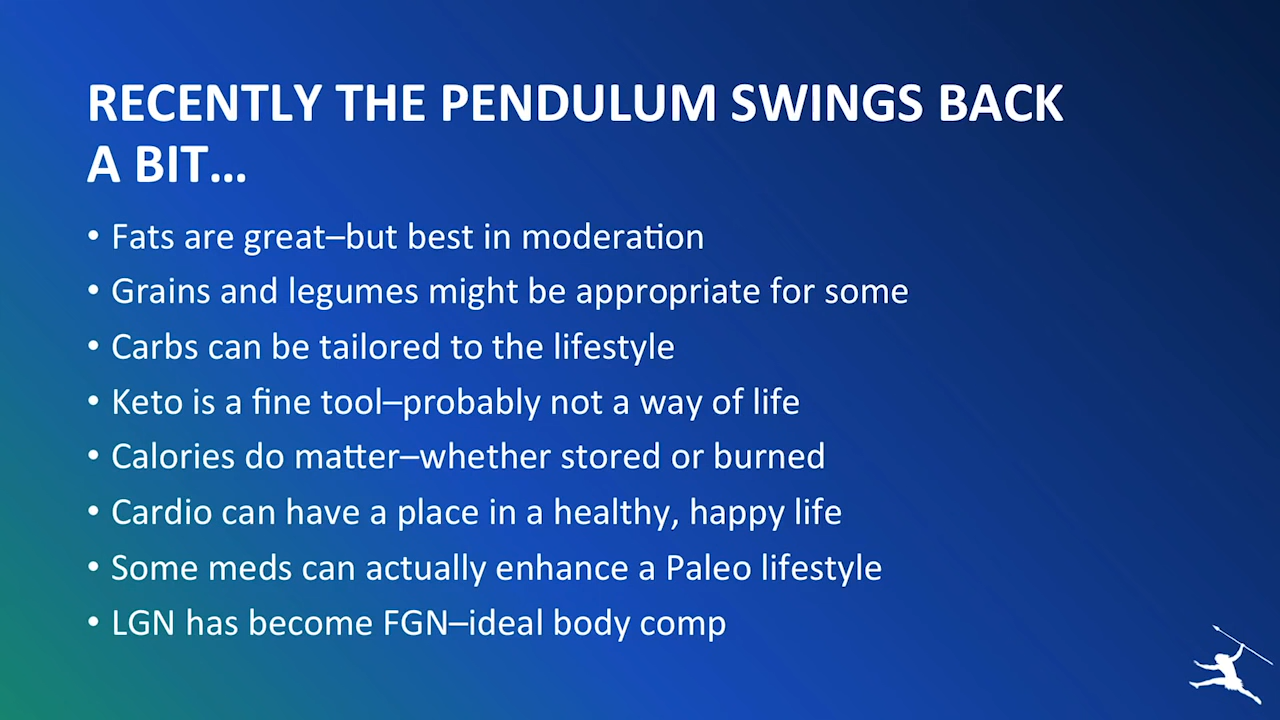 RECENTLY THE PENDULUM SWINGS BACK
A BIT…
• Fats are great–but best in moderation
• Grains and legumes might be appropriate for some
• Carbs can be tailored to the lifestyle
• Keto is a fine tool–probably not a way of life
• Calories do matter–whether stored or burned
• Cardio can have a place in a healthy, happy life
• Some meds can actually enhance a Paleo lifestyle
• LGN has become FGN–ideal body comp